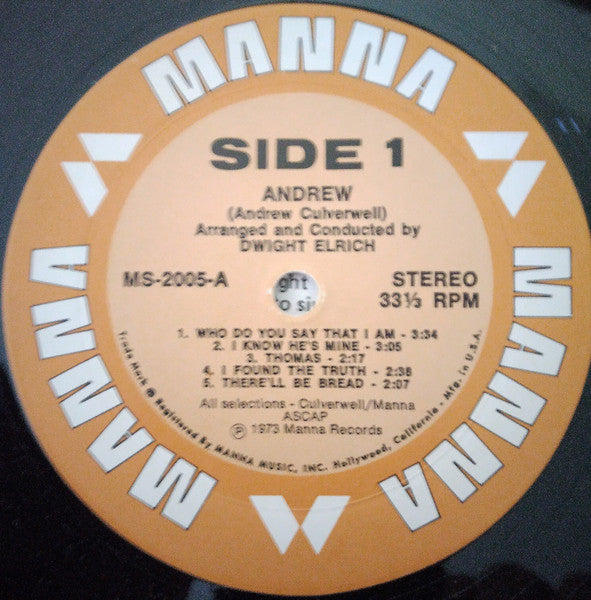 MANNA
SIDE 1
ANDREW
(Andrew Culverwell)
Arranged and Conducted by
DWIGHT ELRICH
MS-2005-A
STEREO
33⅓ RPM
ght
o si
1. WHO DO YOU SAY THAT I AM - 3:34
2. I KNOW HE'S MINE - 3:05
3. THOMAS - 2:17
4. I FOUND THE TRUTH - 2:38
5. THERE'LL BE BREAD - 2:07
All selections - Culverwell/Manna
ASCAP
℗ 1973 Manna Records
Trade Mark ® Registered by MANNA MUSIC, INC. Hollywood, California - Mfg. in U.S.A.
MANNA
MANNA